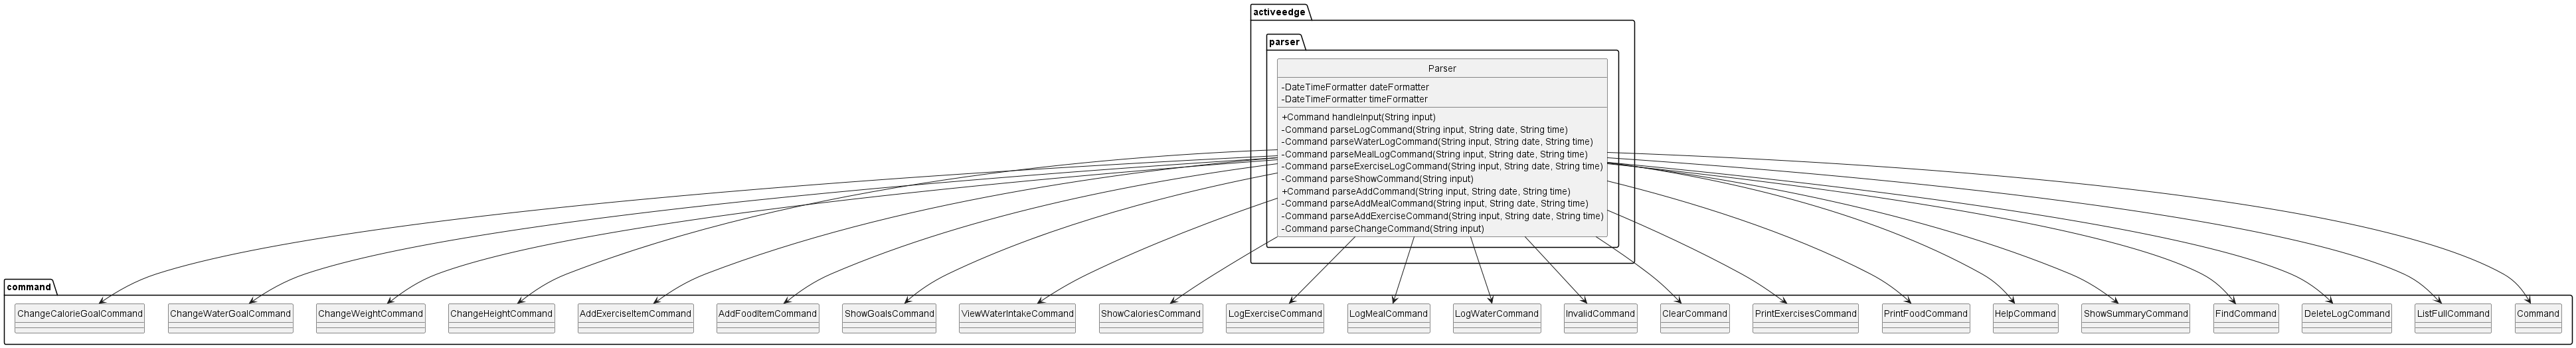 activeedge
parser
Parser
-DateTimeFormatter dateFormatter
-DateTimeFormatter timeFormatter
+Command handleInput(String input)
-Command parseLogCommand(String input, String date, String time)
-Command parseWaterLogCommand(String input, String date, String time)
-Command parseMealLogCommand(String input, String date, String time)
-Command parseExerciseLogCommand(String input, String date, String time)
-Command parseShowCommand(String input)
+Command parseAddCommand(String input, String date, String time)
-Command parseAddMealCommand(String input, String date, String time)
-Command parseAddExerciseCommand(String input, String date, String time)
-Command parseChangeCommand(String input)
command
ChangeCalorieGoalCommand
ChangeWaterGoalCommand
ChangeWeightCommand
ChangeHeightCommand
AddExerciseItemCommand
AddFoodItemCommand
ShowGoalsCommand
ViewWaterIntakeCommand
ShowCaloriesCommand
LogExerciseCommand
LogMealCommand
LogWaterCommand
InvalidCommand
ClearCommand
PrintExercisesCommand
PrintFoodCommand
HelpCommand
ShowSummaryCommand
FindCommand
DeleteLogCommand
ListFullCommand
Command